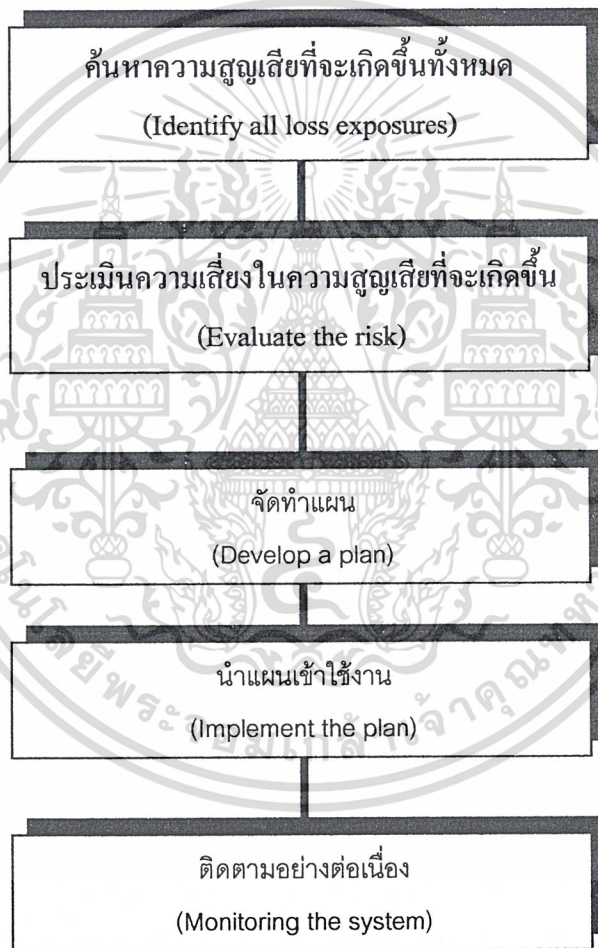 ค้นหาความสูญเสียที่จะเกิดขึ้นทั้งหมด
(Identify all loss exposures)
ประเมินความเสี่ยงในความสูญเสียที่จะเกิดขึ้น
(Evaluate the risk)
จัดทำแผน
(Develop a plan)
นำแผนเข้าใช้งาน
(Implement the plan)
ติดตามอย่างต่อเนื่อง
(Monitoring the system)